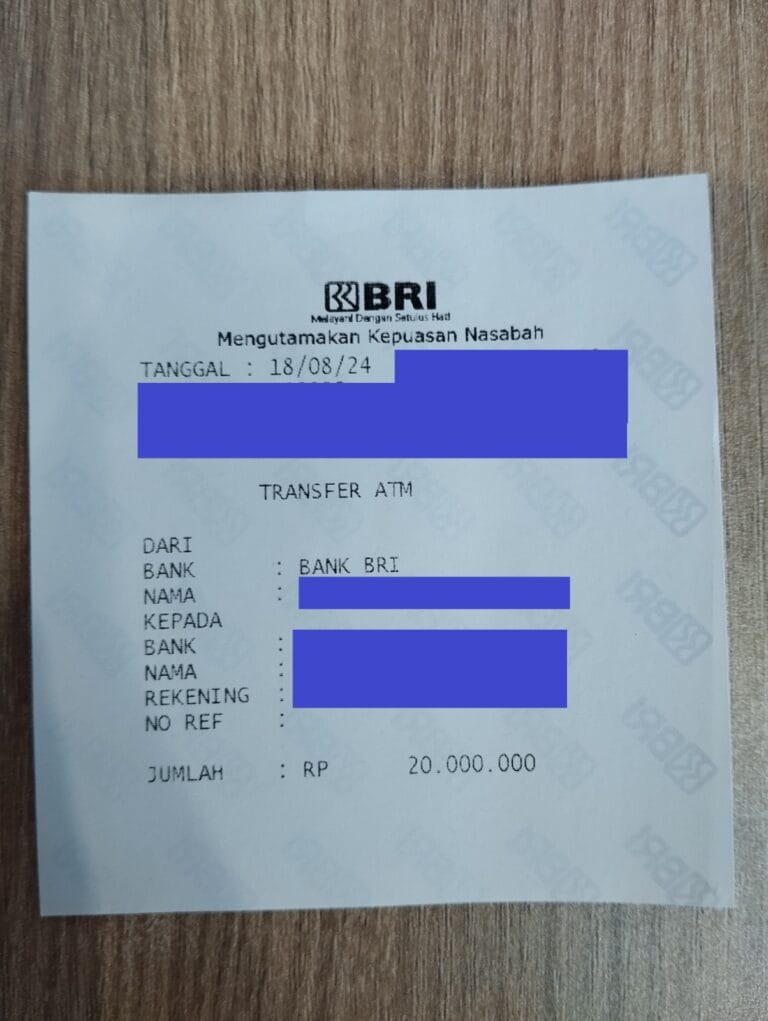 BRI
Melayani Dengan Setulus Hati
Mengutamakan Kepuasan Nasabah
TANGGAL : 18/08/24
TRANSFER ATM
DARI
BANK : BANK BRI
NAMA :
KEPADA
BANK :
NAMA :
REKENING :
NO REF :
JUMLAH : RP 20.000.000